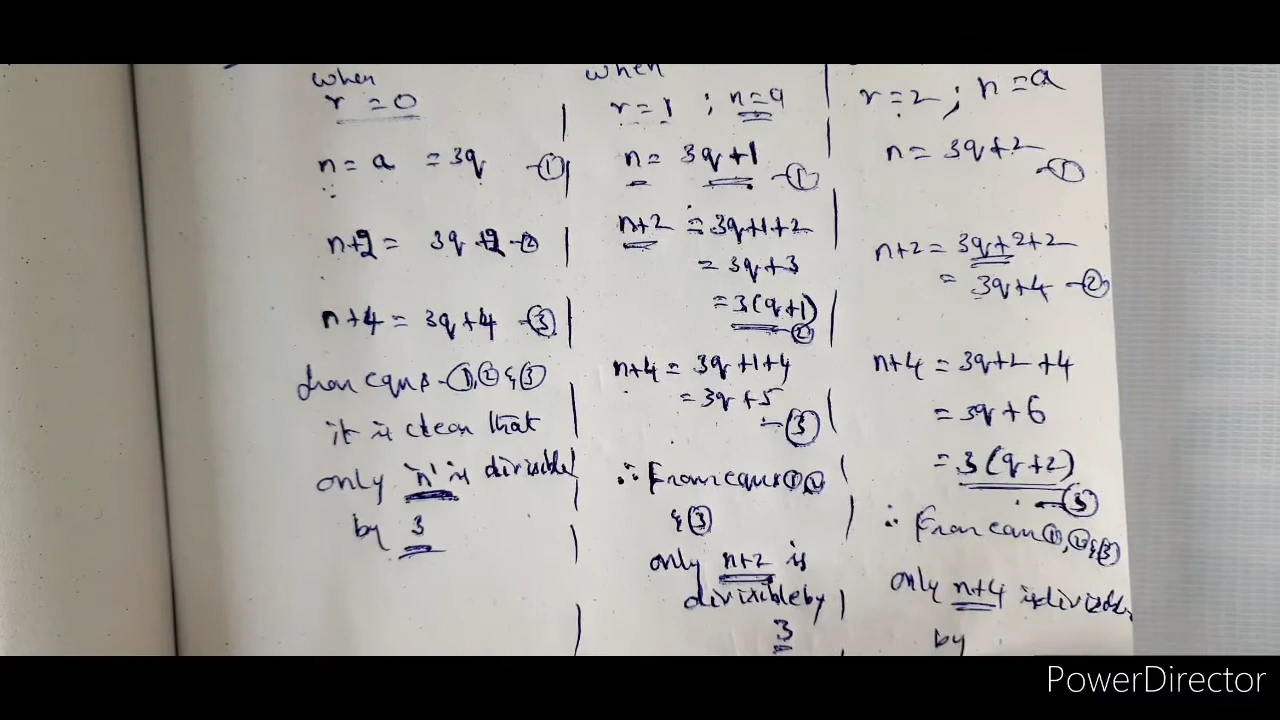 when
r = 0
n = a = 3q -①
n+2 = 3q+2 -②
n+4 = 3q+4 -③
from eqns -①,② & ③
it is clear that
only 'n' is divisible
by 3
when
r=1 ; n=a
n = 3q+1 -①
n+2 = 3q+1+2
= 3q+3
= 3(q+1) -②
n+4 = 3q+1+4
= 3q+5 -③
∴ From eqns ①,②
& ③
only n+2 is
divisible by
3
r=2 ; n=a
n = 3q+2 -①
n+2 = 3q+2+2
= 3q+4 -②
n+4 = 3q+2+4
= 3q+6
= 3(q+2) -③
∴ From eqn ①,②&③
only n+4 is divisible
by
PowerDirector